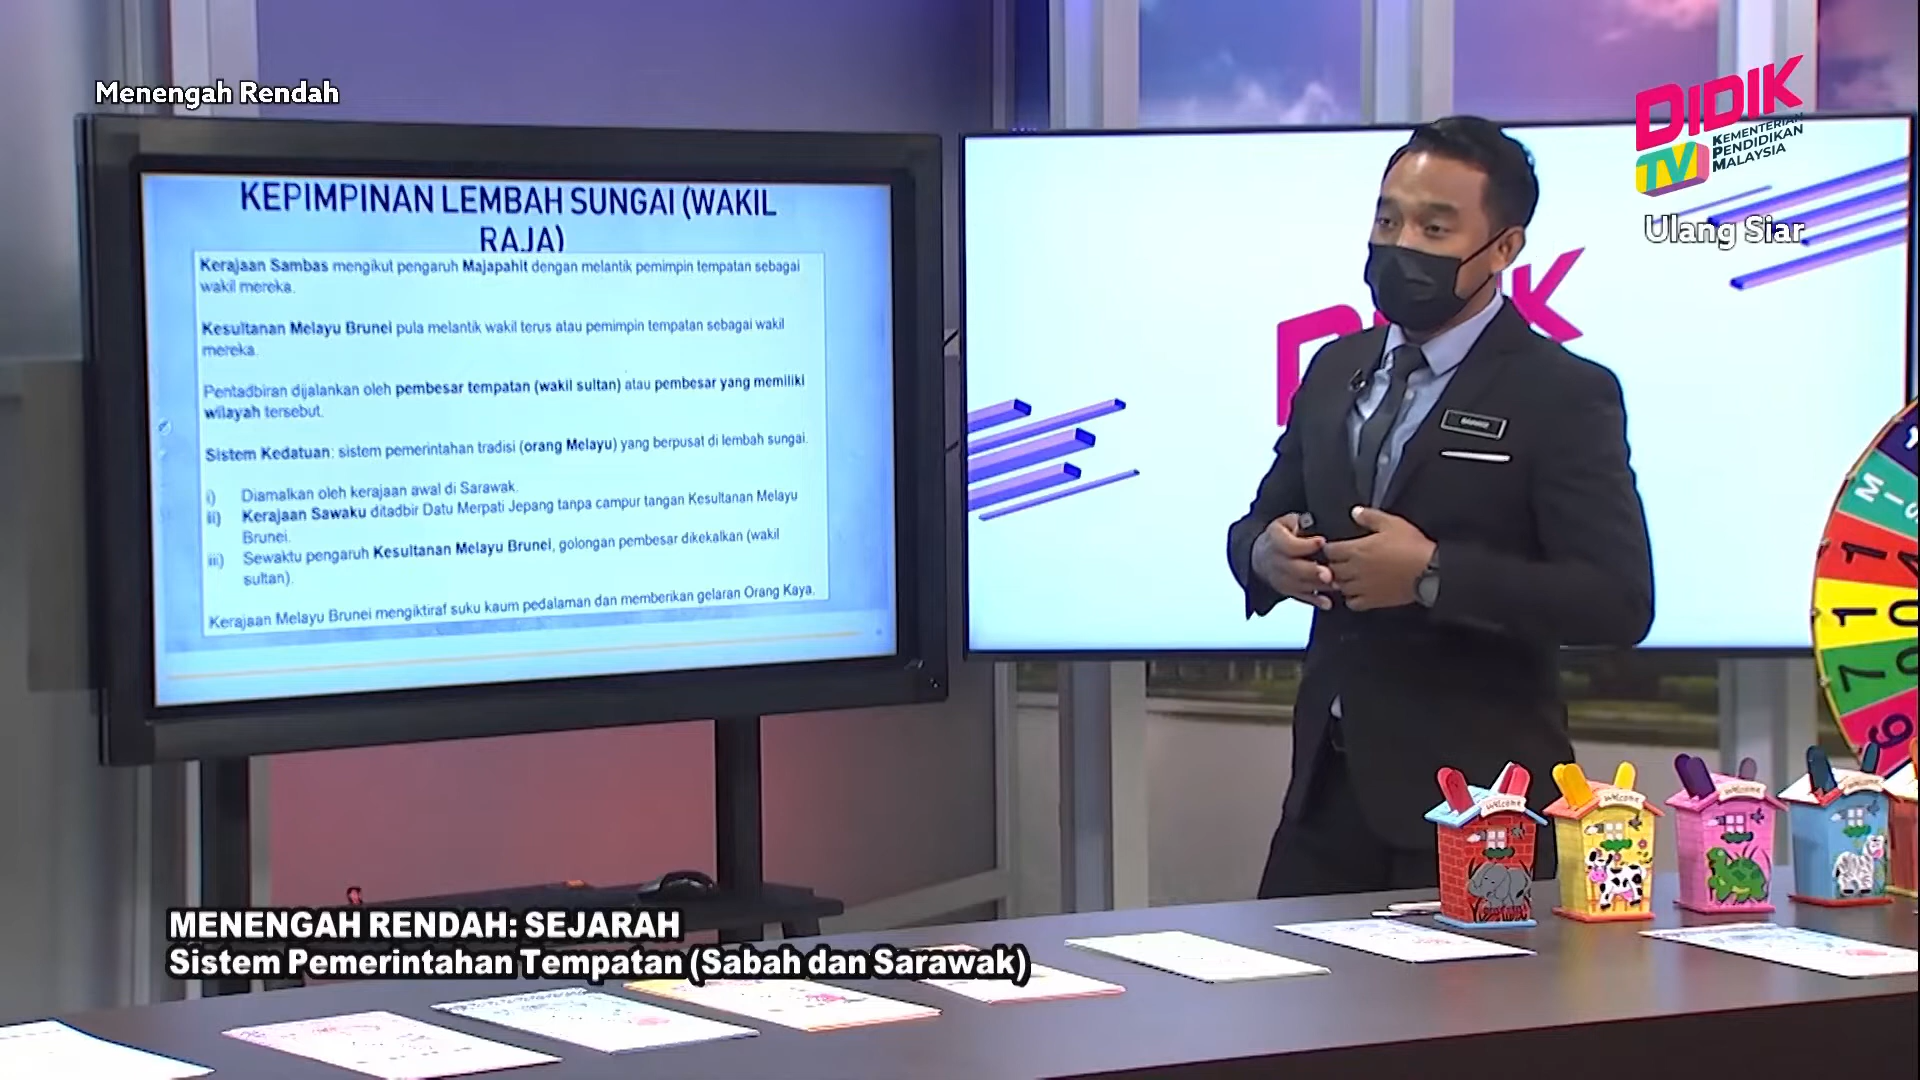 Menengah Rendah
DIDIK
TV
KEMENTERIAN
PENDIDIKAN
MALAYSIA
Ulang Siar
KEPIMPINAN LEMBAH SUNGAI (WAKIL
RAJA)
Kerajaan Sambas mengikut pengaruh Majapahit dengan melantik pemimpin tempatan sebagai
wakil mereka.
Kesultanan Melayu Brunei pula melantik wakil terus atau pemimpin tempatan sebagai wakil
mereka.
Pentadbiran dijalankan oleh pembesar tempatan (wakil sultan) atau pembesar yang memiliki
wilayah tersebut.
Sistem Kedatuan: sistem pemerintahan tradisi (orang Melayu) yang berpusat di lembah sungai.
i) Diamalkan oleh kerajaan awal di Sarawak.
ii) Kerajaan Sawaku ditadbir Datu Merpati Jepang tanpa campur tangan Kesultanan Melayu
Brunei.
iii) Sewaktu pengaruh Kesultanan Melayu Brunei, golongan pembesar dikekalkan (wakil
sultan).
Kerajaan Melayu Brunei mengiktiraf suku kaum pedalaman dan memberikan gelaran Orang Kaya.
DIDIK
welcome
welcome
welcome
welcome
MENENGAH RENDAH: SEJARAH
Sistem Pemerintahan Tempatan (Sabah dan Sarawak)